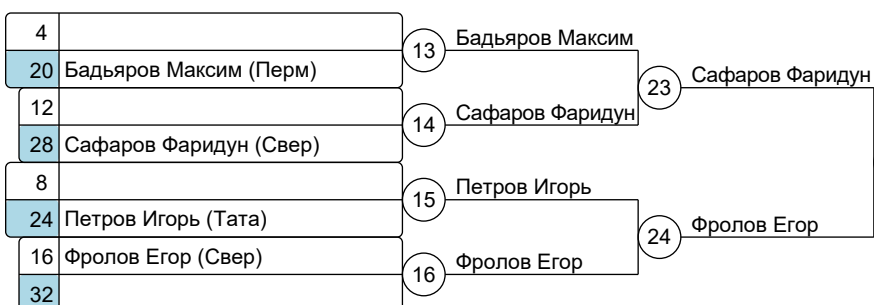 4
20 Бадьяров Максим (Перм)
12
28 Сафаров Фаридун (Свер)
8
24 Петров Игорь (Тата)
16 Фролов Егор (Свер)
32
13 Бадьяров Максим
14 Сафаров Фаридун
15 Петров Игорь
16 Фролов Егор
23 Сафаров Фаридун
24 Фролов Егор